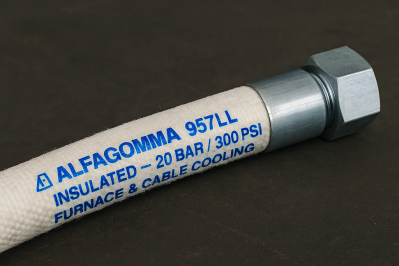 ALFAGOMMA 957LL
INSULATED – 20 BAR / 300 PSI
FURNACE & CABLE COOLING